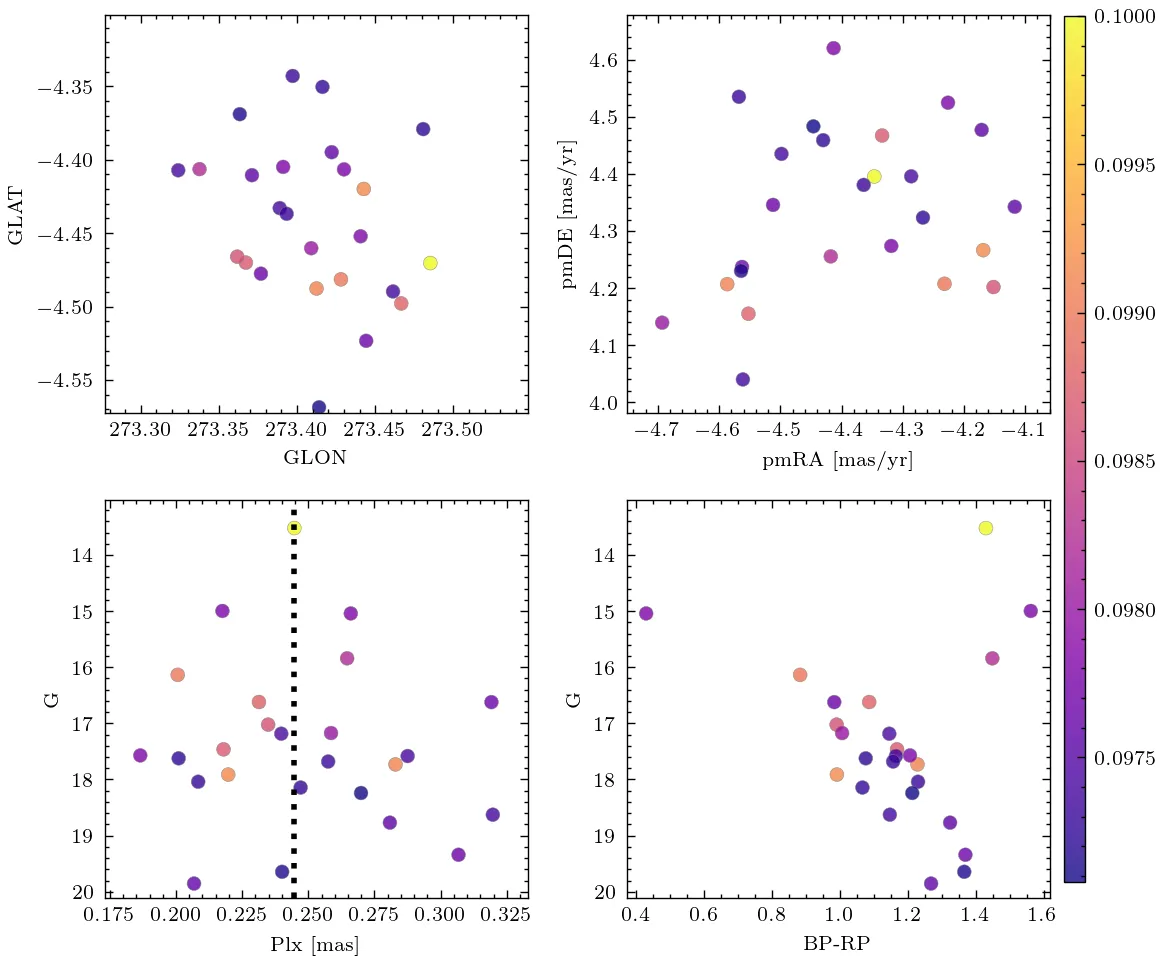 −4.35
−4.40
−4.45
−4.50
−4.55
GLAT
273.30 273.35 273.40 273.45 273.50
GLON
4.6
4.5
4.4
4.3
4.2
4.1
4.0
pmDE [mas/yr]
−4.7 −4.6 −4.5 −4.4 −4.3 −4.2 −4.1
pmRA [mas/yr]
0.1000
0.0995
0.0990
0.0985
0.0980
0.0975
14
15
16
17
18
19
20
G
0.175 0.200 0.225 0.250 0.275 0.300 0.325
Plx [mas]
14
15
16
17
18
19
20
G
0.4 0.6 0.8 1.0 1.2 1.4 1.6
BP-RP